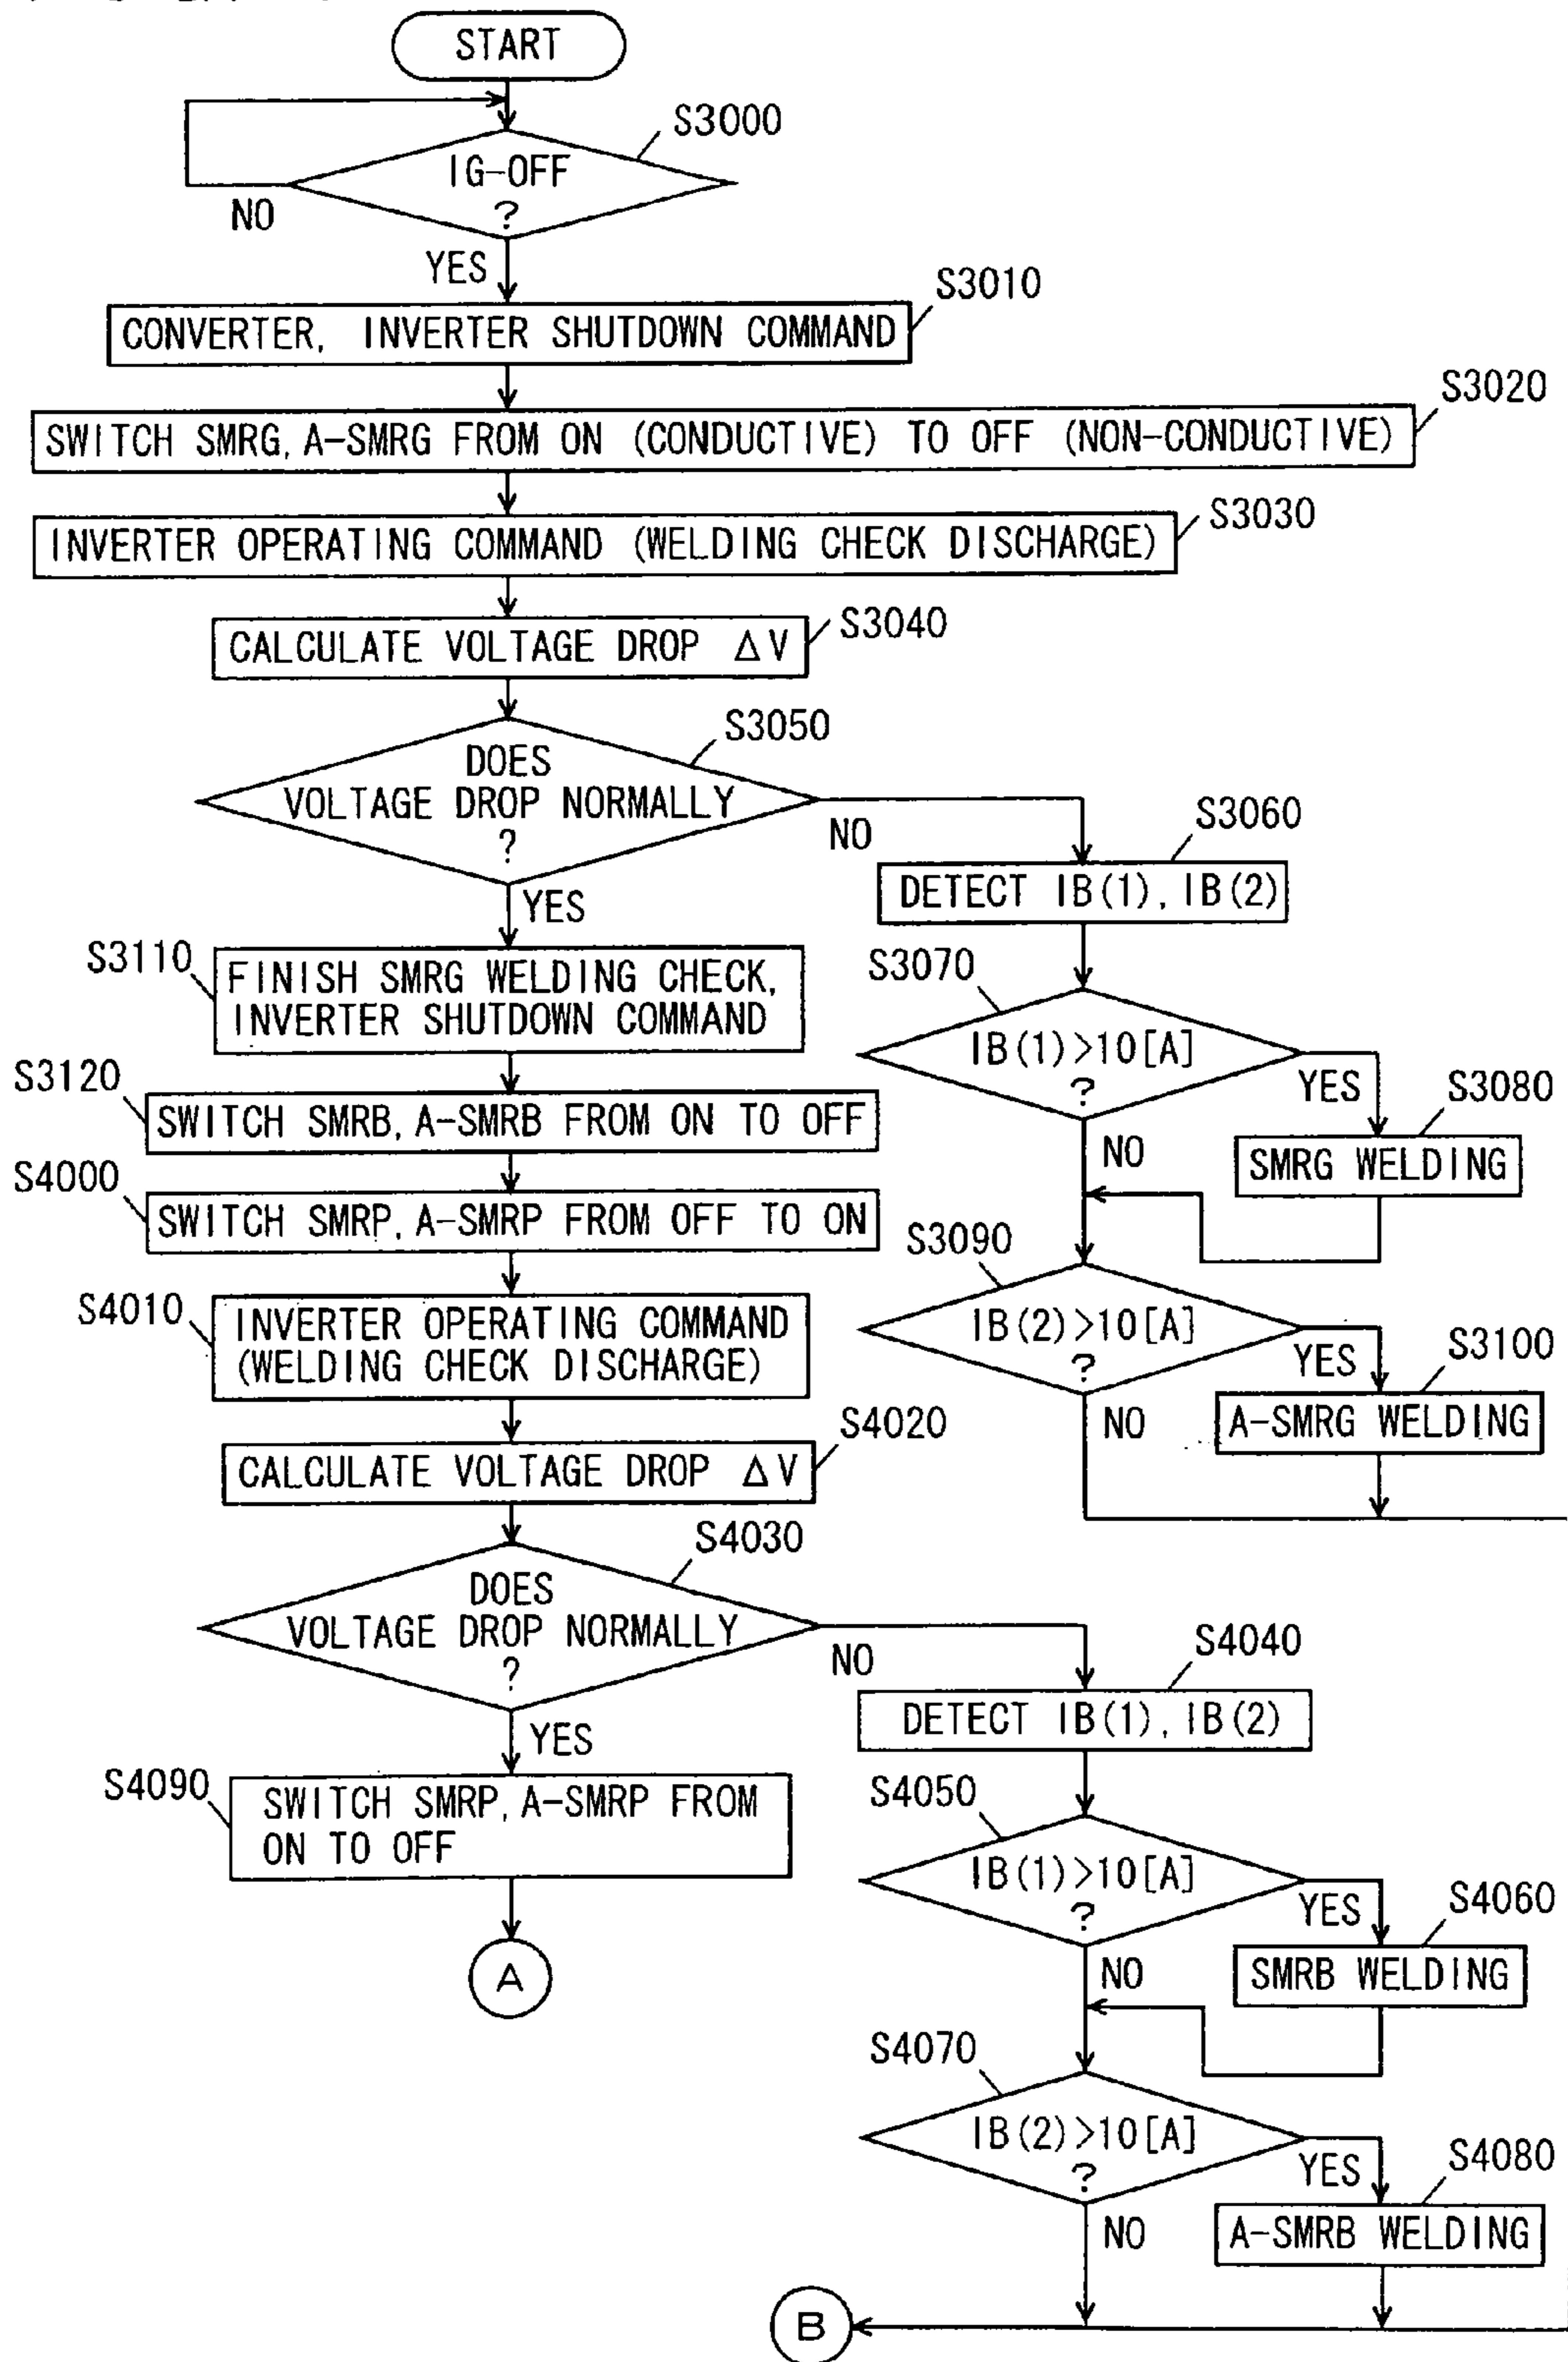 START
S3000
IG-OFF
?
NO
YES
S3010
CONVERTER, INVERTER SHUTDOWN COMMAND
S3020
SWITCH SMRG, A-SMRG FROM ON (CONDUCTIVE) TO OFF (NON-CONDUCTIVE)
S3030
INVERTER OPERATING COMMAND (WELDING CHECK DISCHARGE)
S3040
CALCULATE VOLTAGE DROP ΔV
S3050
DOES
VOLTAGE DROP NORMALLY
?
NO
YES
S3060
DETECT IB(1), IB(2)
S3070
IB(1)>10[A]
?
YES
NO
S3080
SMRG WELDING
S3090
IB(2)>10[A]
?
YES
NO
S3100
A-SMRG WELDING
S3110
FINISH SMRG WELDING CHECK,
INVERTER SHUTDOWN COMMAND
S3120
SWITCH SMRB, A-SMRB FROM ON TO OFF
S4000
SWITCH SMRP, A-SMRP FROM OFF TO ON
S4010
INVERTER OPERATING COMMAND
(WELDING CHECK DISCHARGE)
S4020
CALCULATE VOLTAGE DROP ΔV
S4030
DOES
VOLTAGE DROP NORMALLY
?
NO
YES
S4040
DETECT IB(1), IB(2)
S4050
IB(1)>10[A]
?
YES
NO
S4060
SMRB WELDING
S4070
IB(2)>10[A]
?
YES
NO
S4080
A-SMRB WELDING
S4090
SWITCH SMRP, A-SMRP FROM
ON TO OFF
A
B